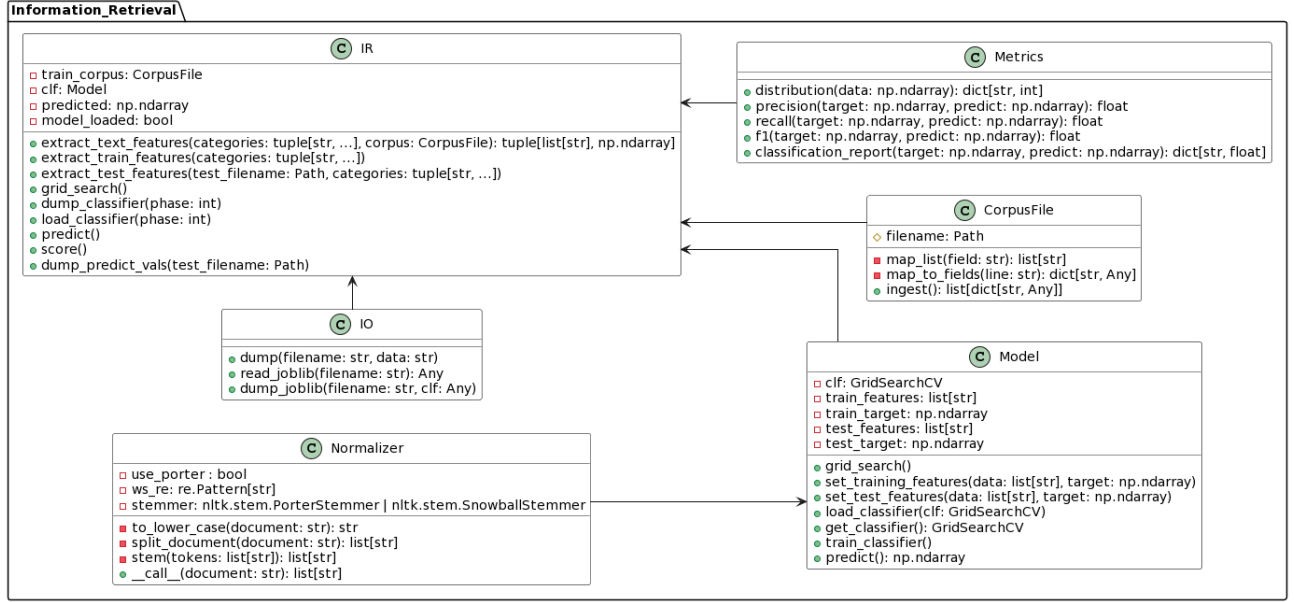 Information_Retrieval
C IR
train_corpus: CorpusFile
clf: Model
predicted: np.ndarray
model_loaded: bool
extract_text_features(categories: tuple[str, ...], corpus: CorpusFile): tuple[list[str], np.ndarray]
extract_train_features(categories: tuple[str, ...])
extract_test_features(test_filename: Path, categories: tuple[str, ...])
grid_search()
dump_classifier(phase: int)
load_classifier(phase: int)
predict()
score()
dump_predict_vals(test_filename: Path)
C Metrics
distribution(data: np.ndarray): dict[str, int]
precision(target: np.ndarray, predict: np.ndarray): float
recall(target: np.ndarray, predict: np.ndarray): float
f1(target: np.ndarray, predict: np.ndarray): float
classification_report(target: np.ndarray, predict: np.ndarray): dict[str, float]
C CorpusFile
filename: Path
map_list(field: str): list[str]
map_to_fields(line: str): dict[str, Any]
ingest(): list[dict[str, Any]]
C IO
dump(filename: str, data: str)
read_joblib(filename: str): Any
dump_joblib(filename: str, clf: Any)
C Model
clf: GridSearchCV
train_features: list[str]
train_target: np.ndarray
test_features: list[str]
test_target: np.ndarray
grid_search()
set_training_features(data: list[str], target: np.ndarray)
set_test_features(data: list[str], target: np.ndarray)
load_classifier(clf: GridSearchCV)
get_classifier(): GridSearchCV
train_classifier()
predict(): np.ndarray
C Normalizer
use_porter : bool
ws_re: re.Pattern[str]
stemmer: nltk.stem.PorterStemmer | nltk.stem.SnowballStemmer
to_lower_case(document: str): str
split_document(document: str): list[str]
stem(tokens: list[str]): list[str]
__call__(document: str): list[str]